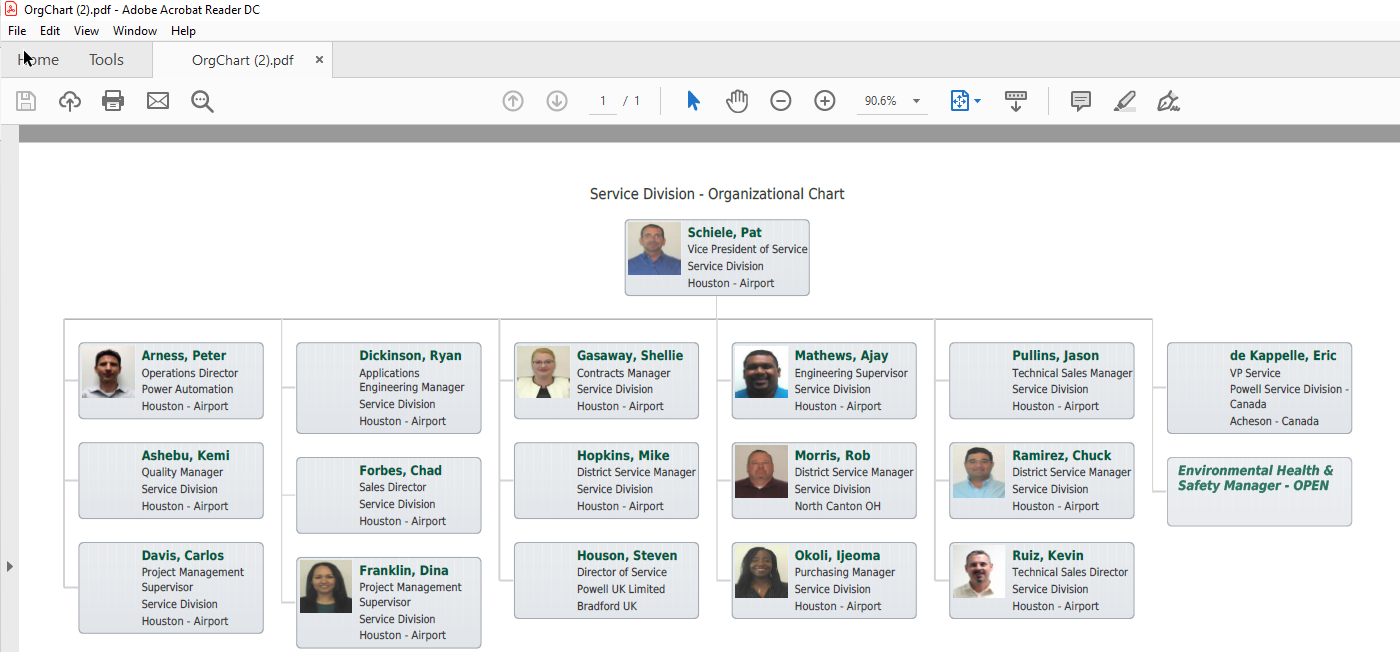 OrgChart (2).pdf - Adobe Acrobat Reader DC
File Edit View Window Help
Home Tools OrgChart (2).pdf ×
1 / 1 90.6%
Service Division - Organizational Chart
Schiele, Pat
Vice President of Service
Service Division
Houston - Airport
Arness, Peter
Operations Director
Power Automation
Houston - Airport
Ashebu, Kemi
Quality Manager
Service Division
Houston - Airport
Davis, Carlos
Project Management
Supervisor
Service Division
Houston - Airport
Dickinson, Ryan
Applications
Engineering Manager
Service Division
Houston - Airport
Forbes, Chad
Sales Director
Service Division
Houston - Airport
Franklin, Dina
Project Management
Supervisor
Service Division
Houston - Airport
Gasaway, Shellie
Contracts Manager
Service Division
Houston - Airport
Hopkins, Mike
District Service Manager
Service Division
Houston - Airport
Houson, Steven
Director of Service
Powell UK Limited
Bradford UK
Mathews, Ajay
Engineering Supervisor
Service Division
Houston - Airport
Morris, Rob
District Service Manager
Service Division
North Canton OH
Okoli, Ijeoma
Purchasing Manager
Service Division
Houston - Airport
Pullins, Jason
Technical Sales Manager
Service Division
Houston - Airport
Ramirez, Chuck
District Service Manager
Service Division
Houston - Airport
Ruiz, Kevin
Technical Sales Director
Service Division
Houston - Airport
de Kappelle, Eric
VP Service
Powell Service Division -
Canada
Acheson - Canada
Environmental Health &
Safety Manager - OPEN